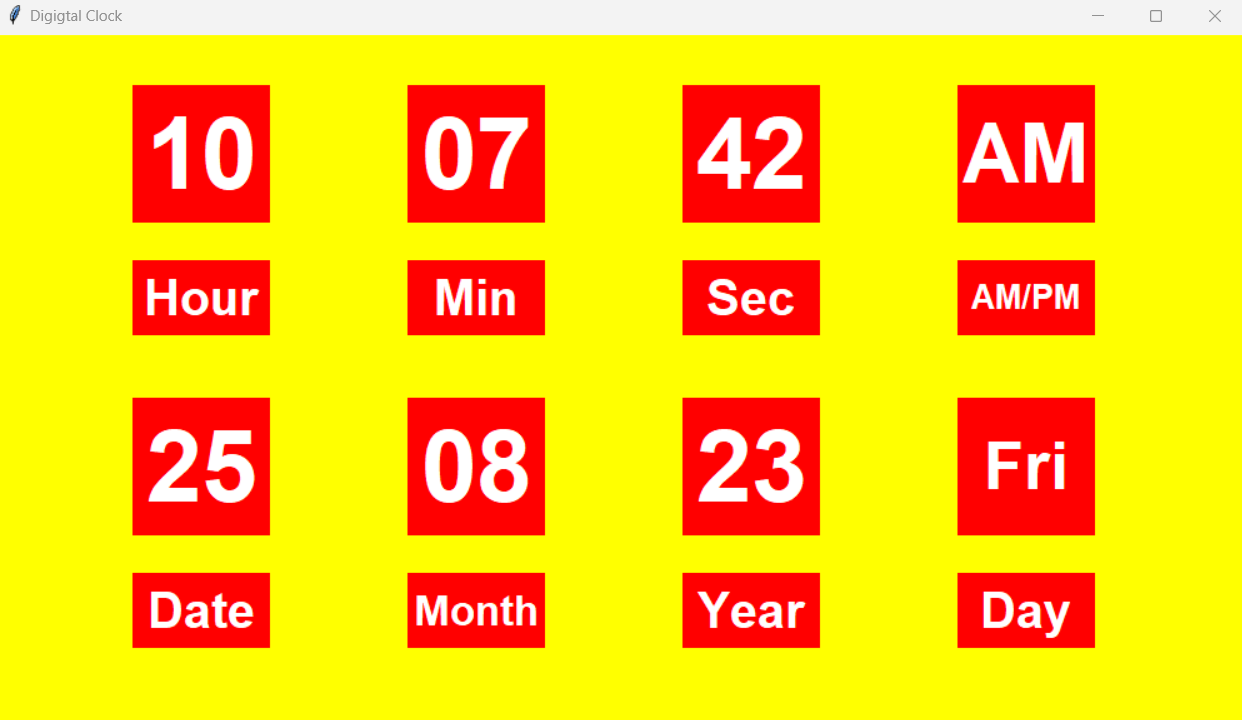 Digigtal Clock
10 07 42 AM
Hour Min Sec AM/PM
25 08 23 Fri
Date Month Year Day